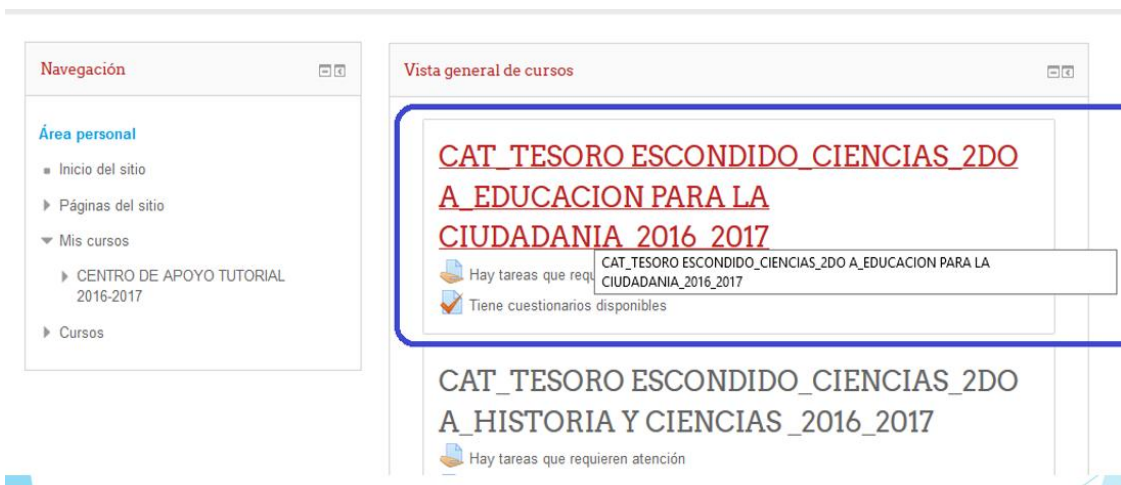 Navegación
Área personal
Inicio del sitio
Páginas del sitio
Mis cursos
CENTRO DE APOYO TUTORIAL
2016-2017
Cursos
Vista general de cursos
CAT_TESORO ESCONDIDO_CIENCIAS_2DO
A_EDUCACION PARA LA
CIUDADANIA_2016_2017
Hay tareas que requ
CAT_TESORO ESCONDIDO_CIENCIAS_2DO A_EDUCACION PARA LA
CIUDADANIA_2016_2017
Tiene cuestionarios disponibles
CAT_TESORO ESCONDIDO_CIENCIAS_2DO
A_HISTORIA Y CIENCIAS _2016_2017
Hay tareas que requieren atención